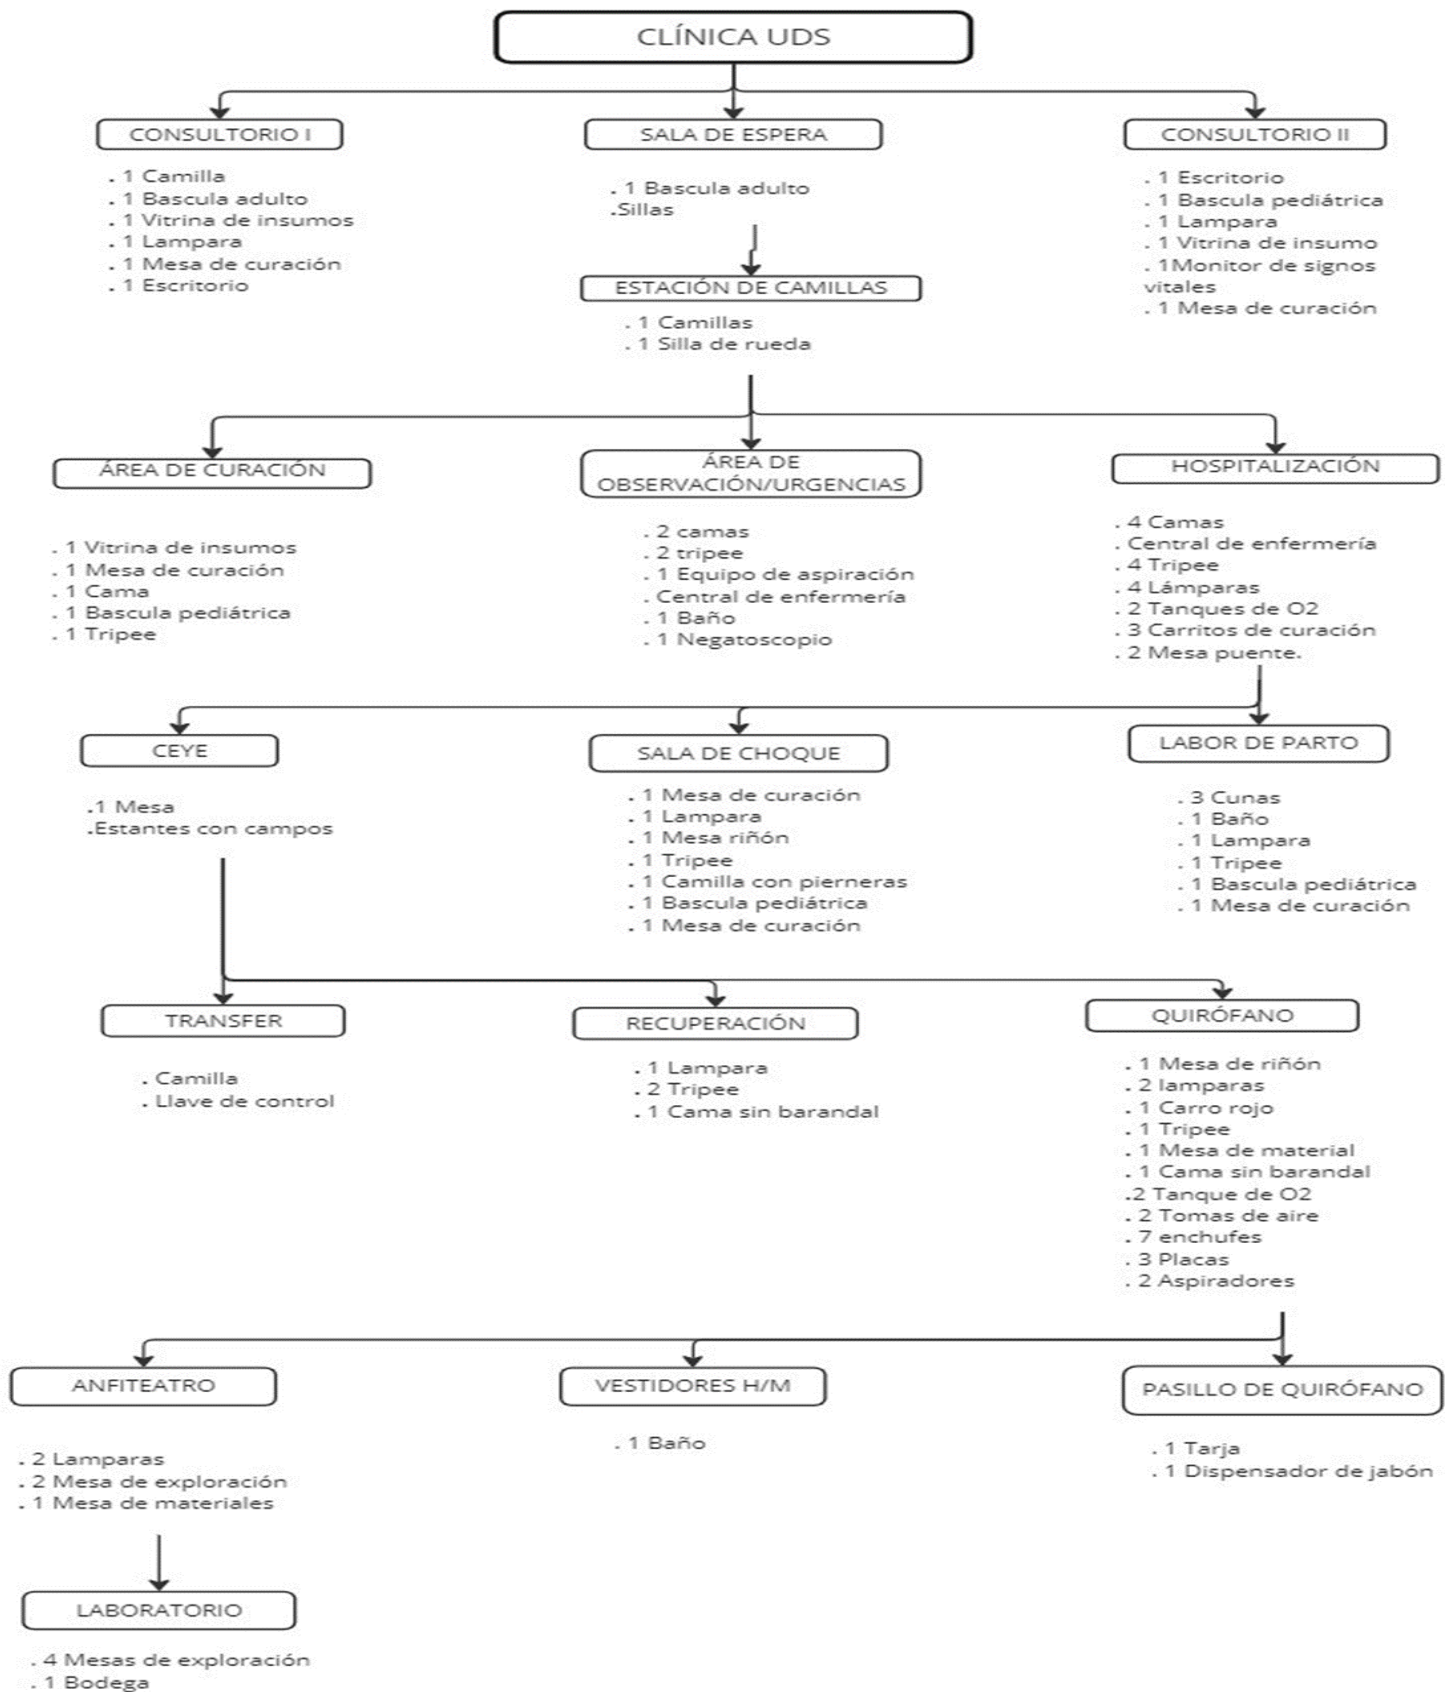 CLÍNICA UDS
CONSULTORIO I
. 1 Camilla
. 1 Bascula adulto
. 1 Vitrina de insumos
. 1 Lampara
. 1 Mesa de curación
. 1 Escritorio
SALA DE ESPERA
. 1 Bascula adulto
.Sillas
CONSULTORIO II
. 1 Escritorio
. 1 Bascula pediátrica
. 1 Lampara
. 1 Vitrina de insumo
. 1Monitor de signos
vitales
. 1 Mesa de curación
ESTACIÓN DE CAMILLAS
. 1 Camillas
. 1 Silla de rueda
ÁREA DE CURACIÓN
. 1 Vitrina de insumos
. 1 Mesa de curación
. 1 Cama
. 1 Bascula pediátrica
. 1 Tripee
ÁREA DE
OBSERVACIÓN/URGENCIAS
. 2 camas
. 2 tripee
. 1 Equipo de aspiración
. Central de enfermería
. 1 Baño
. 1 Negatoscopio
HOSPITALIZACIÓN
. 4 Camas
. Central de enfermería
. 4 Tripee
. 4 Lámparas
. 2 Tanques de O2
. 3 Carritos de curación
. 2 Mesa puente.
CEYE
.1 Mesa
.Estantes con campos
SALA DE CHOQUE
. 1 Mesa de curación
. 1 Lampara
. 1 Mesa riñón
. 1 Tripee
. 1 Camilla con pierneras
. 1 Bascula pediátrica
. 1 Mesa de curación
LABOR DE PARTO
. 3 Cunas
. 1 Baño
. 1 Lampara
. 1 Tripee
. 1 Bascula pediátrica
. 1 Mesa de curación
TRANSFER
. Camilla
. Llave de control
RECUPERACIÓN
. 1 Lampara
. 2 Tripee
. 1 Cama sin barandal
QUIRÓFANO
. 1 Mesa de riñón
. 2 lamparas
. 1 Carro rojo
. 1 Tripee
. 1 Mesa de material
. 1 Cama sin barandal
.2 Tanque de O2
. 2 Tomas de aire
. 7 enchufes
. 3 Placas
. 2 Aspiradores
ANFITEATRO
. 2 Lamparas
. 2 Mesa de exploración
. 1 Mesa de materiales
VESTIDORES H/M
. 1 Baño
PASILLO DE QUIRÓFANO
. 1 Tarja
. 1 Dispensador de jabón
LABORATORIO
. 4 Mesas de exploración
. 1 Bodega